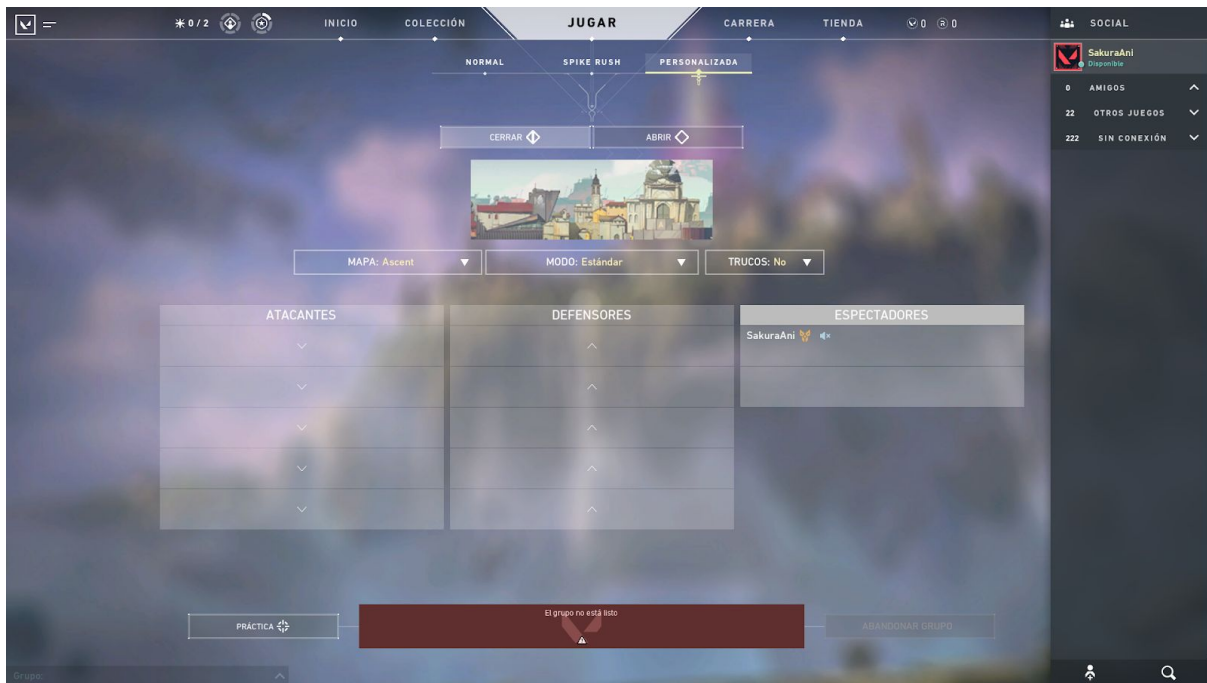 0 / 2
INICIO
COLECCIÓN
JUGAR
CARRERA
TIENDA
0
0
SOCIAL
NORMAL
SPIKE RUSH
PERSONALIZADA
SakuraAni
Disponible
0 AMIGOS
22 OTROS JUEGOS
222 SIN CONEXIÓN
CERRAR
ABRIR
MAPA: Ascent
MODO: Estándar
TRUCOS: No
ATACANTES
DEFENSORES
ESPECTADORES
SakuraAni
El grupo no está listo
PRÁCTICA
ABANDONAR GRUPO
Grupo: